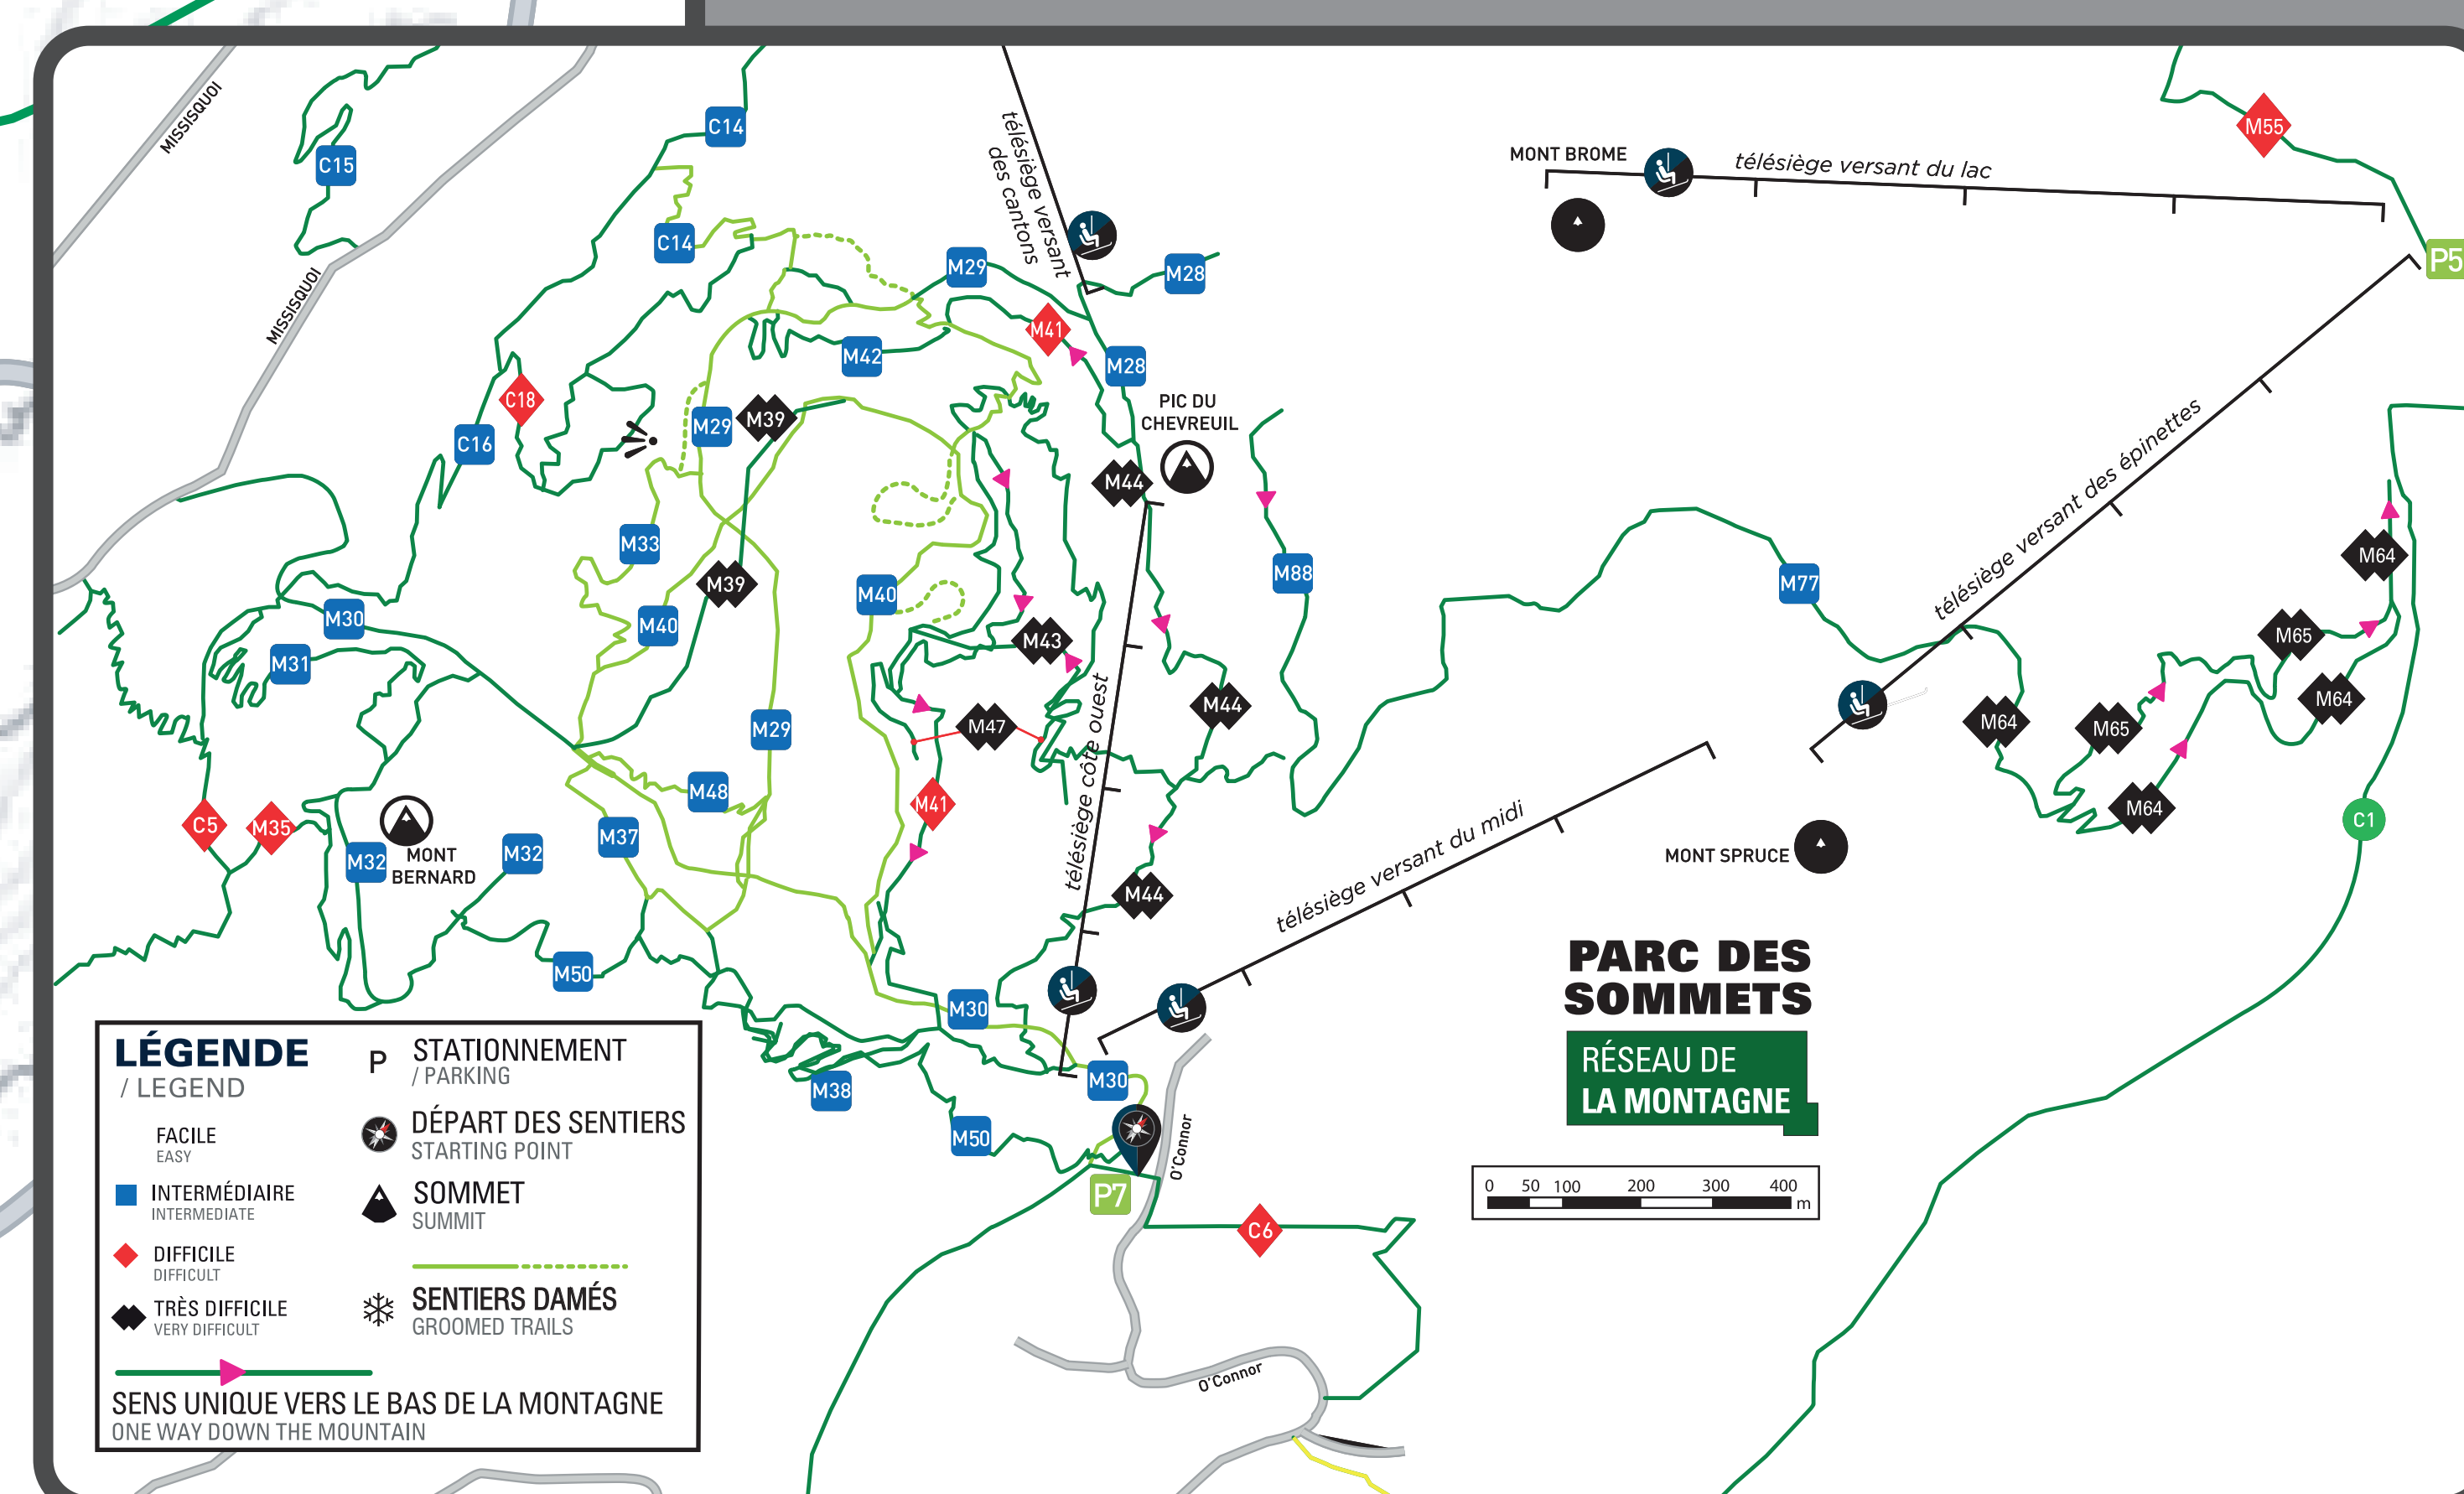 MISSISQUOI
C15
C14
télésiège versant
des cantons
M55
MONT BROME
télésiège versant du lac
C14
M29
M28
P5
MISSISQUOI
M41
M42
M28
C18
M29
M39
PIC DU
CHEVREUIL
C16
M44
télésiège versant des épinettes
M33
M39
M40
M88
M77
M64
M30
M40
M43
M65
M31
M47
M44
M64
M64
M65
M29
télésiège côte ouest
M48
M41
M64
C5
M35
M37
télésiège versant du midi
C1
M32
MONT
BERNARD
M32
MONT SPRUCE
M44
M50
M30
PARC DES
SOMMETS
RÉSEAU DE
LA MONTAGNE
M38
M30
M50
O'Connor
P7
C6
0 50 100 200 300 400
m
O'Connor
LÉGENDE
/ LEGEND
FACILE
EASY
INTERMÉDIAIRE
INTERMEDIATE
DIFFICILE
DIFFICULT
TRÈS DIFFICILE
VERY DIFFICULT
P
STATIONNEMENT
/ PARKING
DÉPART DES SENTIERS
STARTING POINT
SOMMET
SUMMIT
SENTIERS DAMÉS
GROOMED TRAILS
SENS UNIQUE VERS LE BAS DE LA MONTAGNE
ONE WAY DOWN THE MOUNTAIN